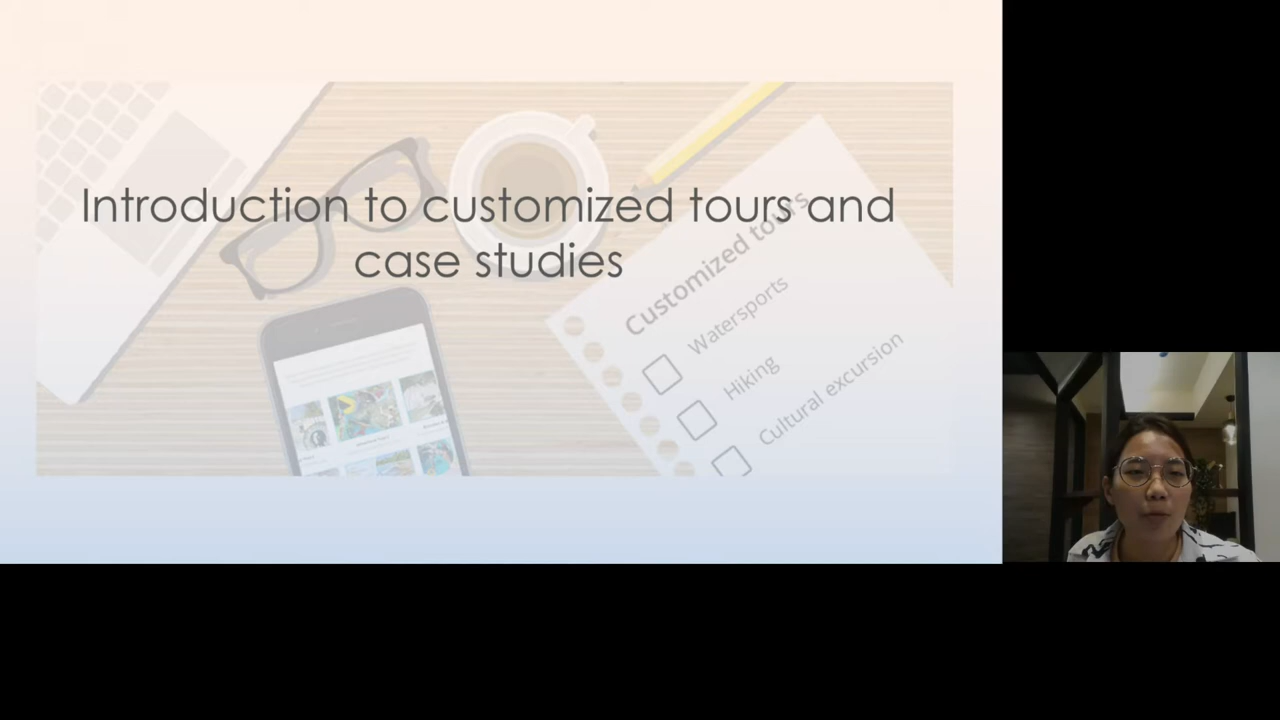 Introduction to customized tours and
case studies
Customized tours
Watersports
Hiking
Cultural excursion